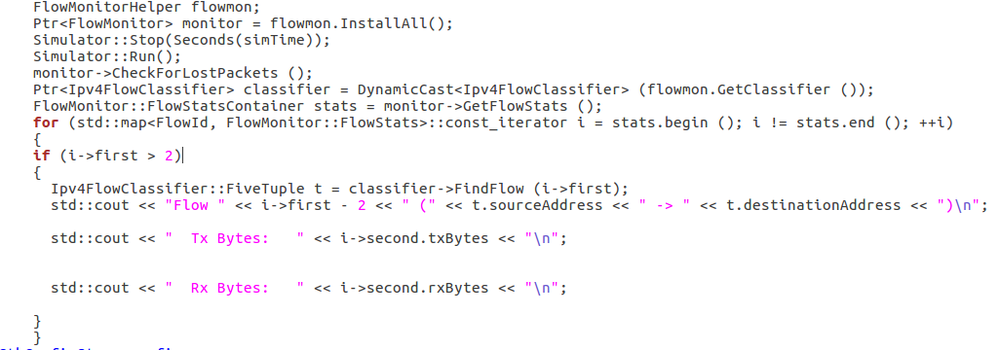 FlowMonitorHelper flowmon;
Ptr<FlowMonitor> monitor = flowmon.InstallAll();
Simulator::Stop(Seconds(simTime));
Simulator::Run();
monitor->CheckForLostPackets ();
Ptr<Ipv4FlowClassifier> classifier = DynamicCast<Ipv4FlowClassifier> (flowmon.GetClassifier ());
FlowMonitor::FlowStatsContainer stats = monitor->GetFlowStats ();
for (std::map<FlowId, FlowMonitor::FlowStats>::const_iterator i = stats.begin (); i != stats.end (); ++i)
{
if (i->first > 2)
{
  Ipv4FlowClassifier::FiveTuple t = classifier->FindFlow (i->first);
  std::cout << "Flow " << i->first - 2 << " (" << t.sourceAddress << " -> " << t.destinationAddress << ")\n";
  std::cout << "  Tx Bytes:   " << i->second.txBytes << "\n";
  std::cout << "  Rx Bytes:   " << i->second.rxBytes << "\n";
}
}